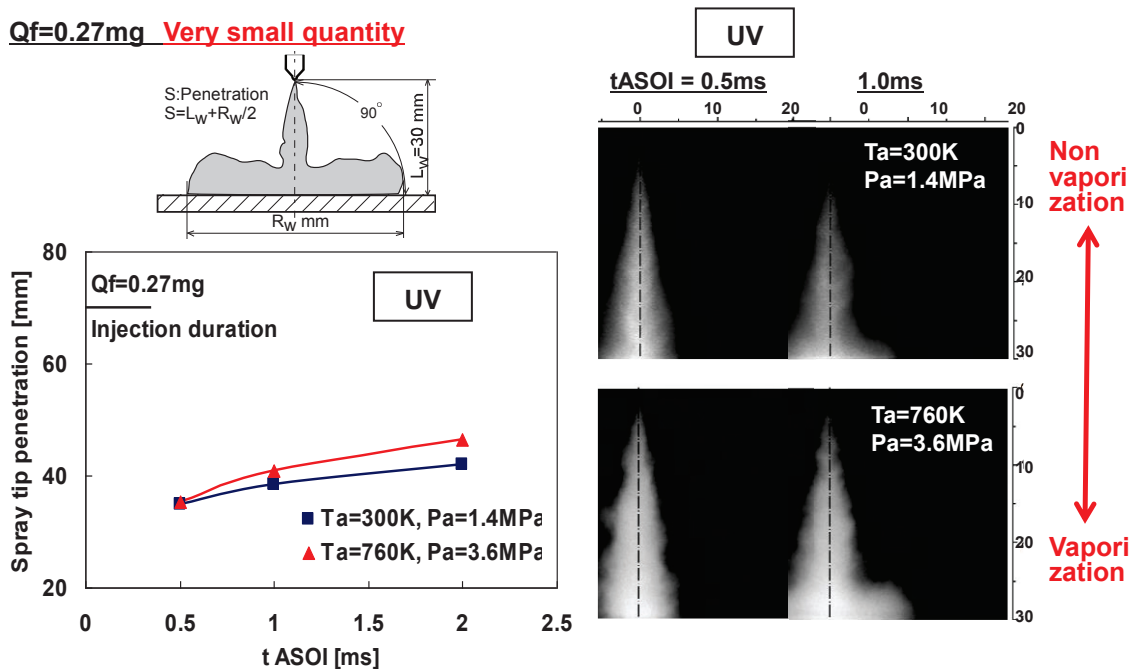 Qf=0.27mg Very small quantity
S:Penetration
S=LW+RW/2
90°
LW=30 mm
RW mm
80
60
40
20
Spray tip penetration [mm]
Qf=0.27mg
Injection duration
UV
Ta=300K, Pa=1.4MPa
Ta=760K, Pa=3.6MPa
0 0.5 1 1.5 2 2.5
t ASOI [ms]
UV
tASOI = 0.5ms 1.0ms
0 10 20 0 10 20
Ta=300K
Pa=1.4MPa
0
10
20
30
Ta=760K
Pa=3.6MPa
0
10
20
30
Non
vapori
zation
Vapori
zation